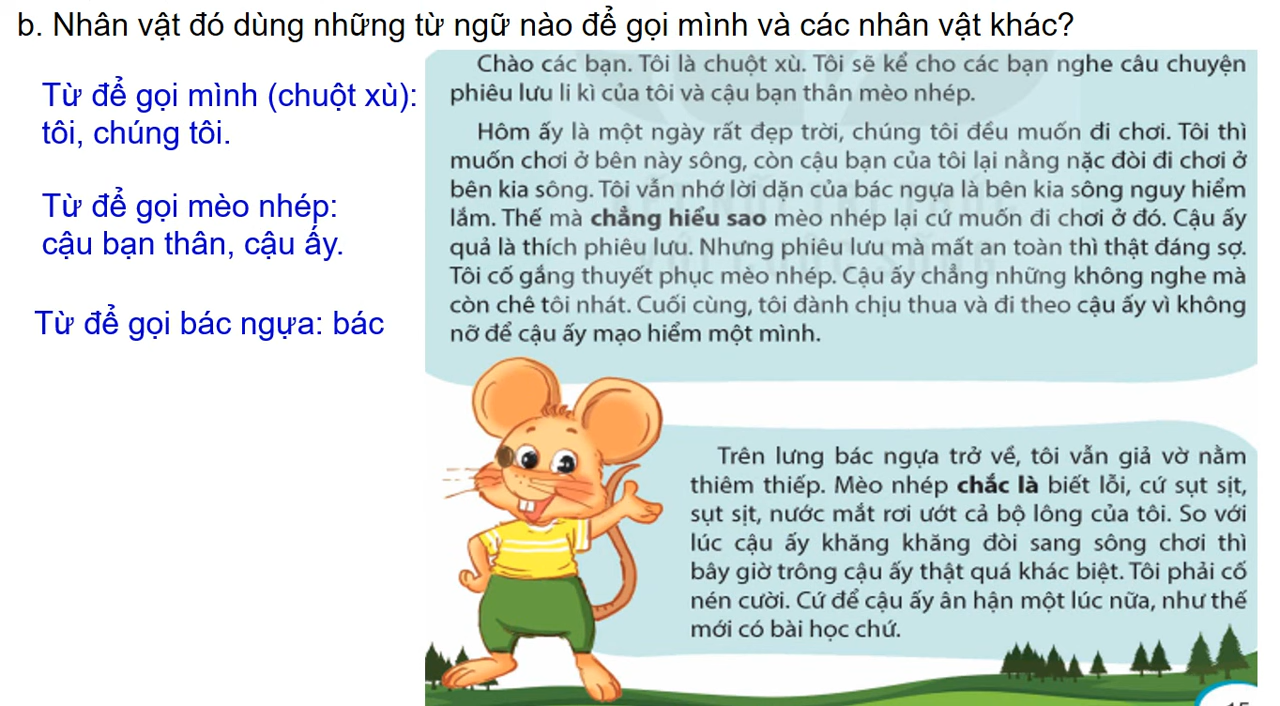 b. Nhân vật đó dùng những từ ngữ nào để gọi mình và các nhân vật khác?
Từ để gọi mình (chuột xù):
tôi, chúng tôi.
Từ để gọi mèo nhép:
cậu bạn thân, cậu ấy.
Từ để gọi bác ngựa: bác
Chào các bạn. Tôi là chuột xù. Tôi sẽ kể cho các bạn nghe câu chuyện
phiêu lưu li kì của tôi và cậu bạn thân mèo nhép.
Hôm ấy là một ngày rất đẹp trời, chúng tôi đều muốn đi chơi. Tôi thì
muốn chơi ở bên này sông, còn cậu bạn của tôi lại nằng nặc đòi đi chơi ở
bên kia sông. Tôi vẫn nhớ lời dặn của bác ngựa là bên kia sông nguy hiểm
lắm. Thế mà chẳng hiểu sao mèo nhép lại cứ muốn đi chơi ở đó. Cậu ấy
quả là thích phiêu lưu. Nhưng phiêu lưu mà mất an toàn thì thật đáng sợ.
Tôi cố gắng thuyết phục mèo nhép. Cậu ấy chẳng những không nghe mà
còn chê tôi nhát. Cuối cùng, tôi đành chịu thua và đi theo cậu ấy vì không
nỡ để cậu ấy mạo hiểm một mình.
Trên lưng bác ngựa trở về, tôi vẫn giả vờ nằm
thiêm thiếp. Mèo nhép chắc là biết lỗi, cứ sụt sịt,
sụt sịt, nước mắt rơi ướt cả bộ lông của tôi. So với
lúc cậu ấy khăng khăng đòi sang sông chơi thì
bây giờ trông cậu ấy thật quá khác biệt. Tôi phải cố
nén cười. Cứ để cậu ấy ân hận một lúc nữa, như thế
mới có bài học chứ.